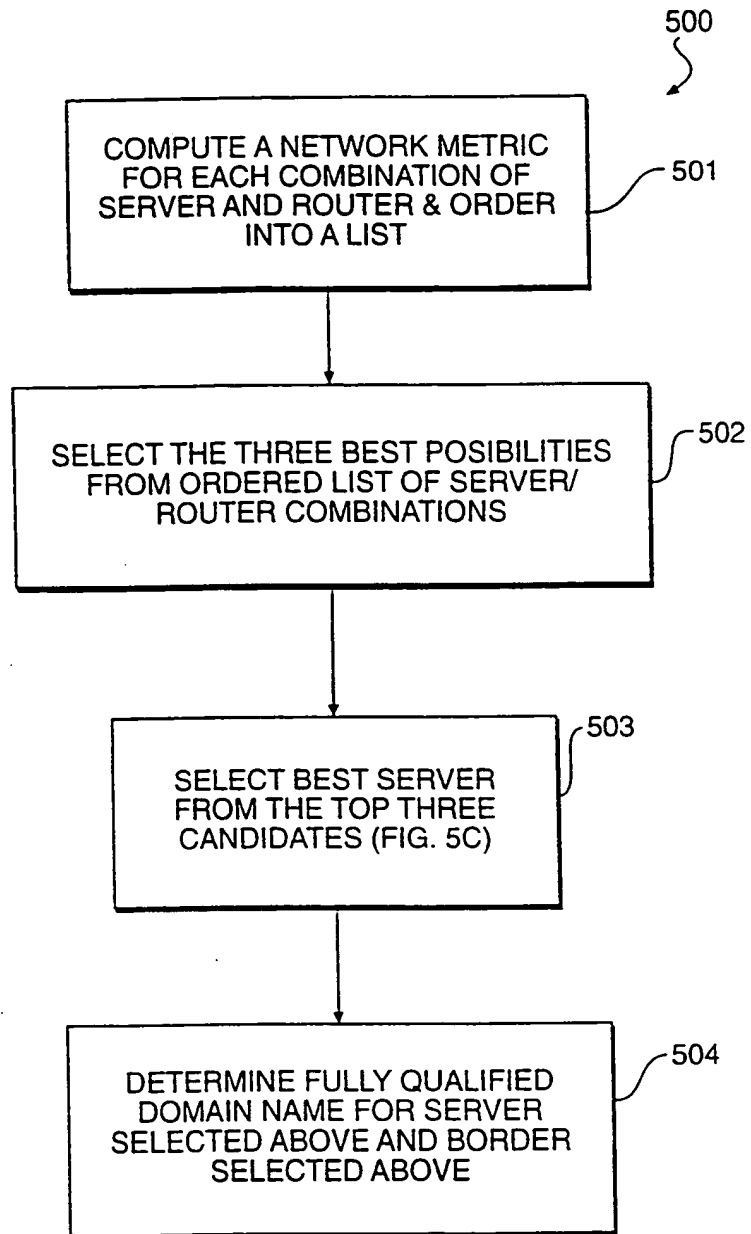 500
COMPUTE A NETWORK METRIC
FOR EACH COMBINATION OF
SERVER AND ROUTER & ORDER
INTO A LIST
501
SELECT THE THREE BEST POSIBILITIES
FROM ORDERED LIST OF SERVER/
ROUTER COMBINATIONS
502
SELECT BEST SERVER
FROM THE TOP THREE
CANDIDATES (FIG. 5C)
503
DETERMINE FULLY QUALIFIED
DOMAIN NAME FOR SERVER
SELECTED ABOVE AND BORDER
SELECTED ABOVE
504